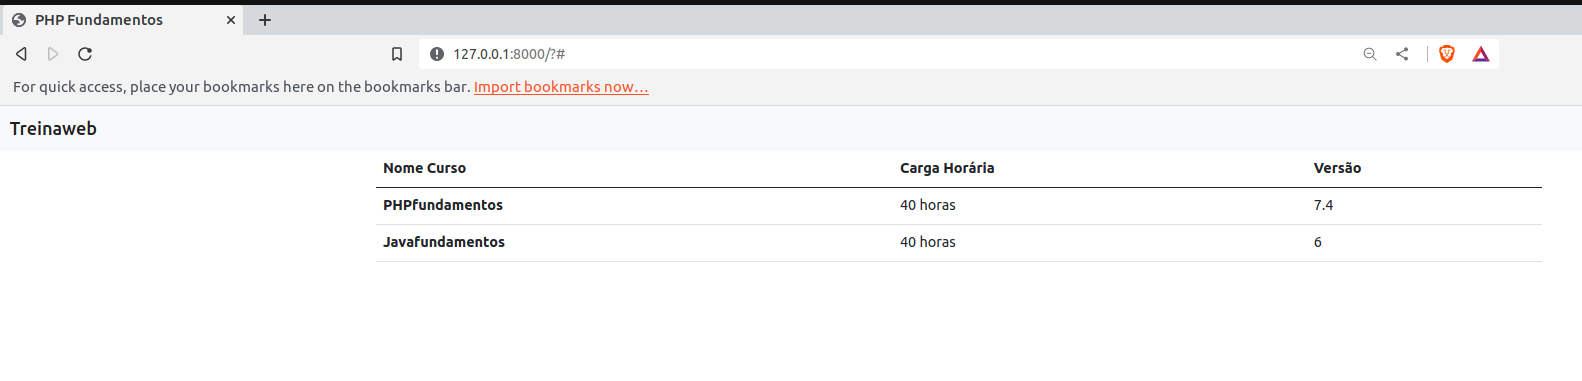 PHP Fundamentos
127.0.0.1:8000/?#
For quick access, place your bookmarks here on the bookmarks bar. Import bookmarks now...
Treinaweb
Nome Curso Carga Horária Versão
PHPfundamentos 40 horas 7.4
Javafundamentos 40 horas 6